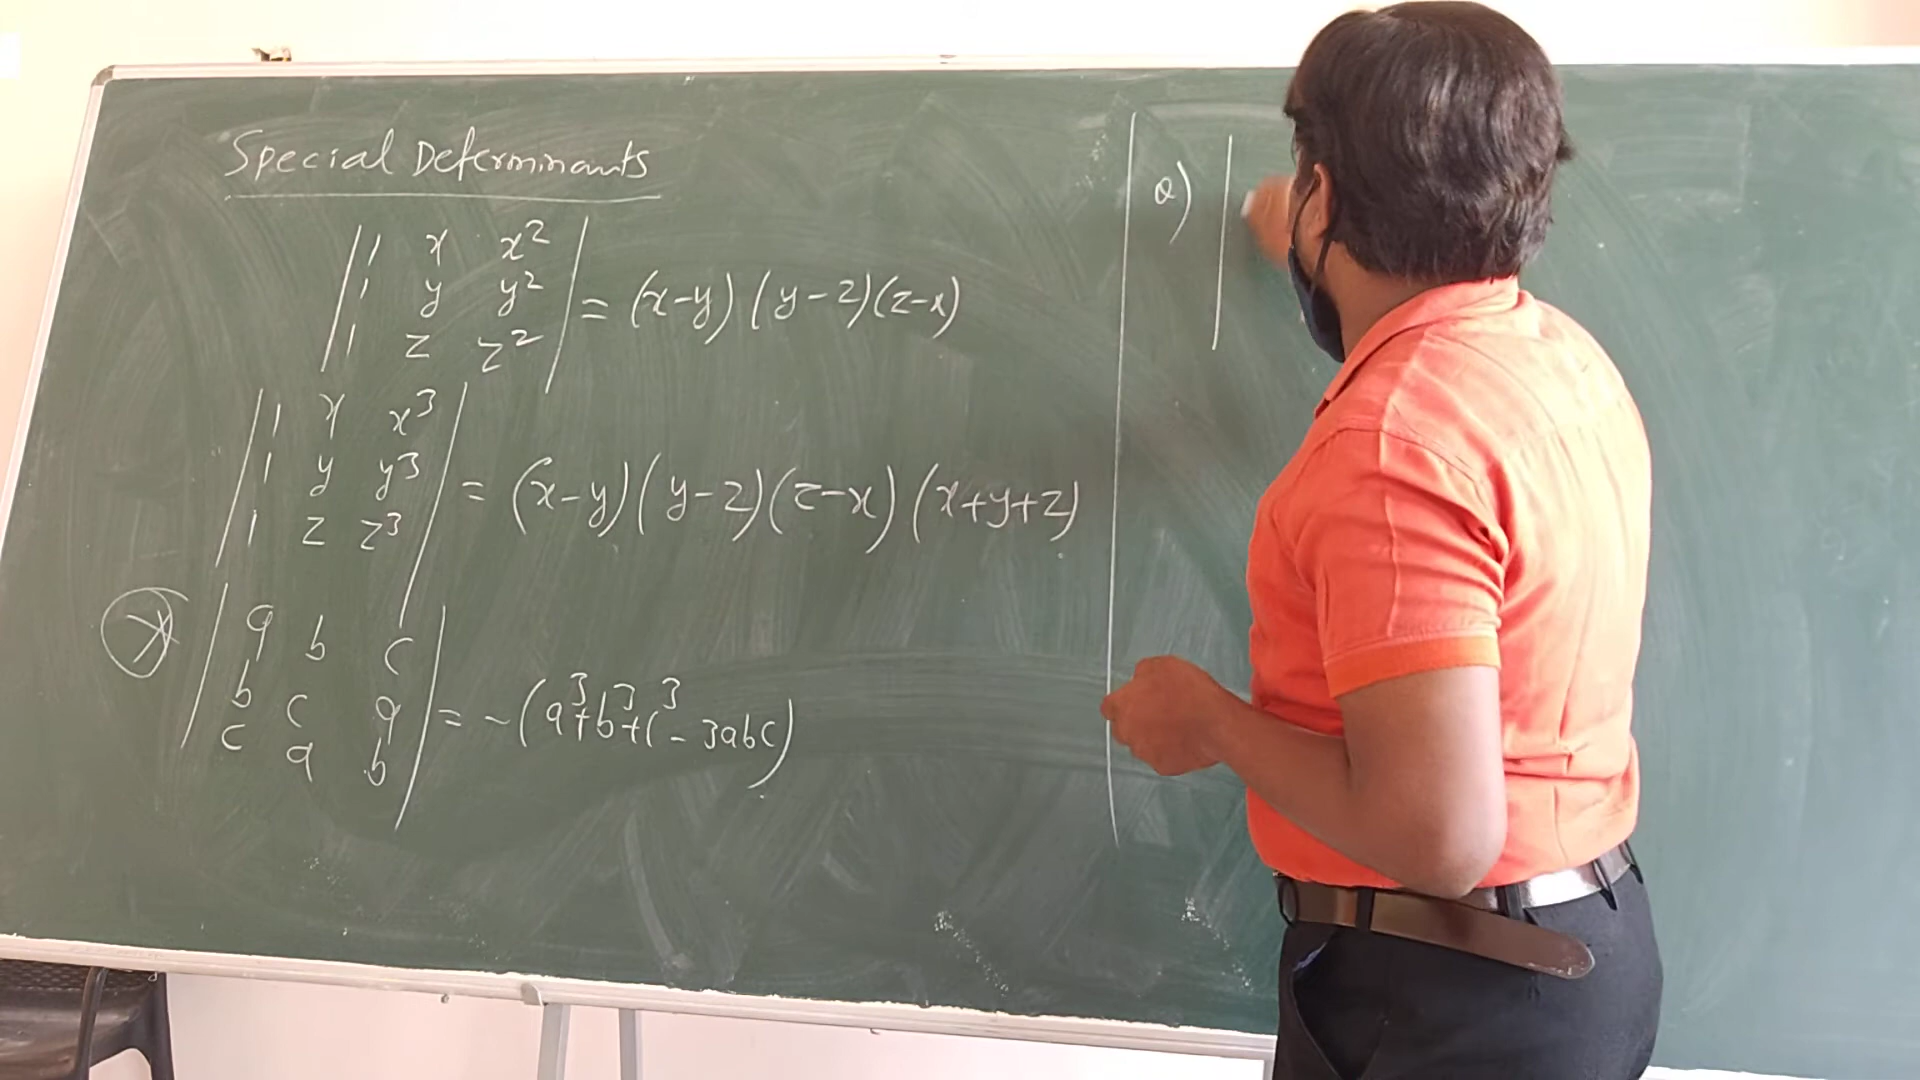 Special Determinants
| 1 x x² |
| 1 y y² | = (x-y) (y-z) (z-x)
| 1 z z² |
| 1 x x³ |
| 1 y y³ | = (x-y) (y-z) (z-x) (x+y+z)
| 1 z z³ |
| a b c |
| b c a | = -(a³+b³+c³-3abc)
| c a b |
Q) |